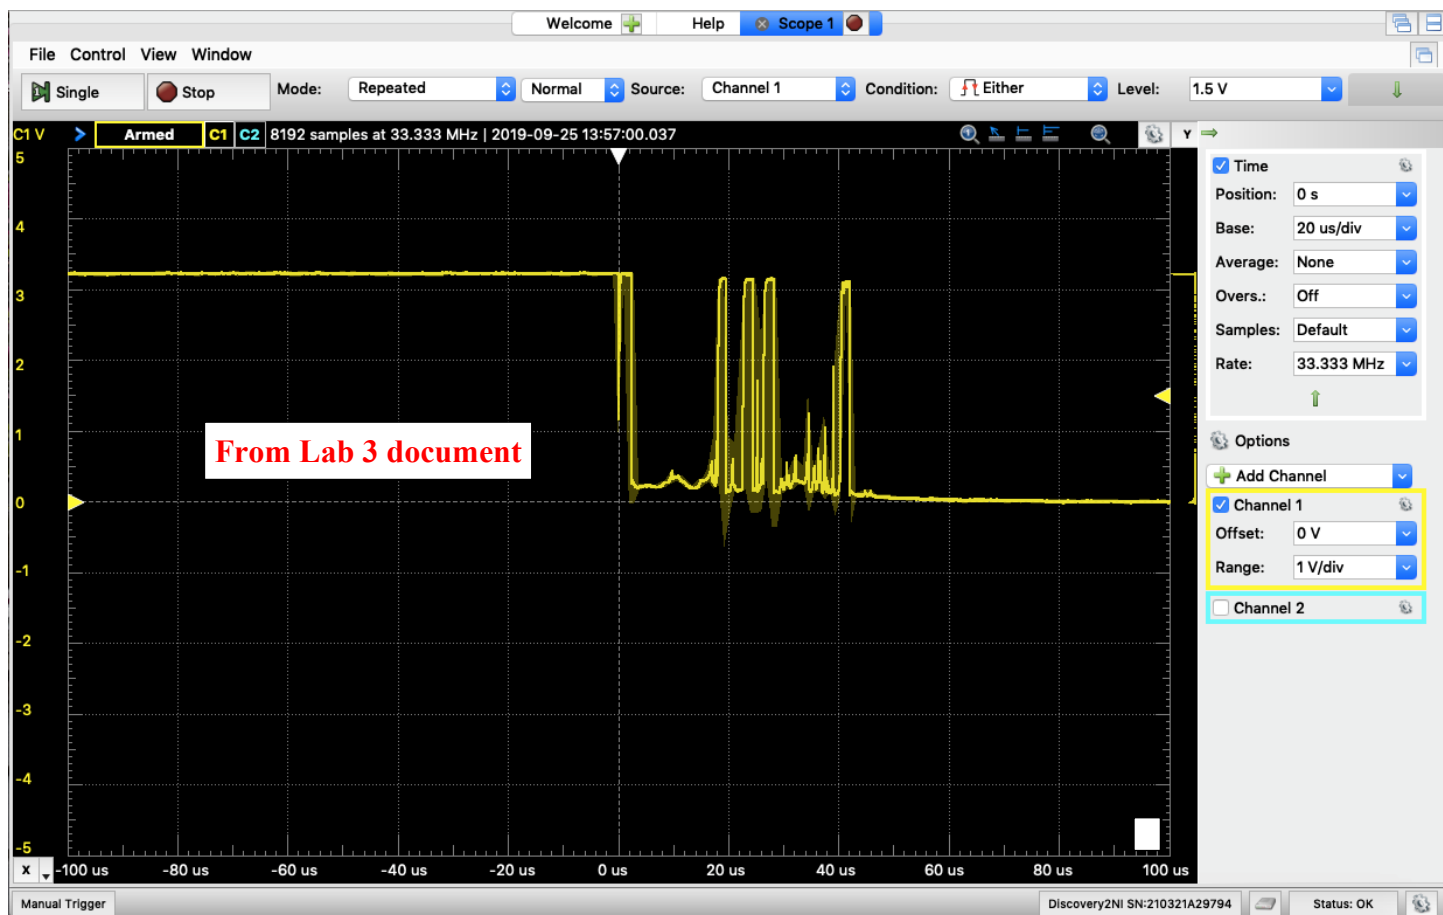 Welcome Help Scope 1
File Control View Window
Single Stop Mode: Repeated Normal Source: Channel 1 Condition: Either Level: 1.5 V
C1 V Armed C1 C2 8192 samples at 33.333 MHz | 2019-09-25 13:57:00.037 Y
5
4
3
2
1
0
-1
-2
-3
-4
-5
From Lab 3 document
X -100 us -80 us -60 us -40 us -20 us 0 us 20 us 40 us 60 us 80 us 100 us
Time
Position: 0 s
Base: 20 us/div
Average: None
Overs.: Off
Samples: Default
Rate: 33.333 MHz
Options
Add Channel
Channel 1
Offset: 0 V
Range: 1 V/div
Channel 2
Manual Trigger Discovery2NI SN:210321A29794 Status: OK